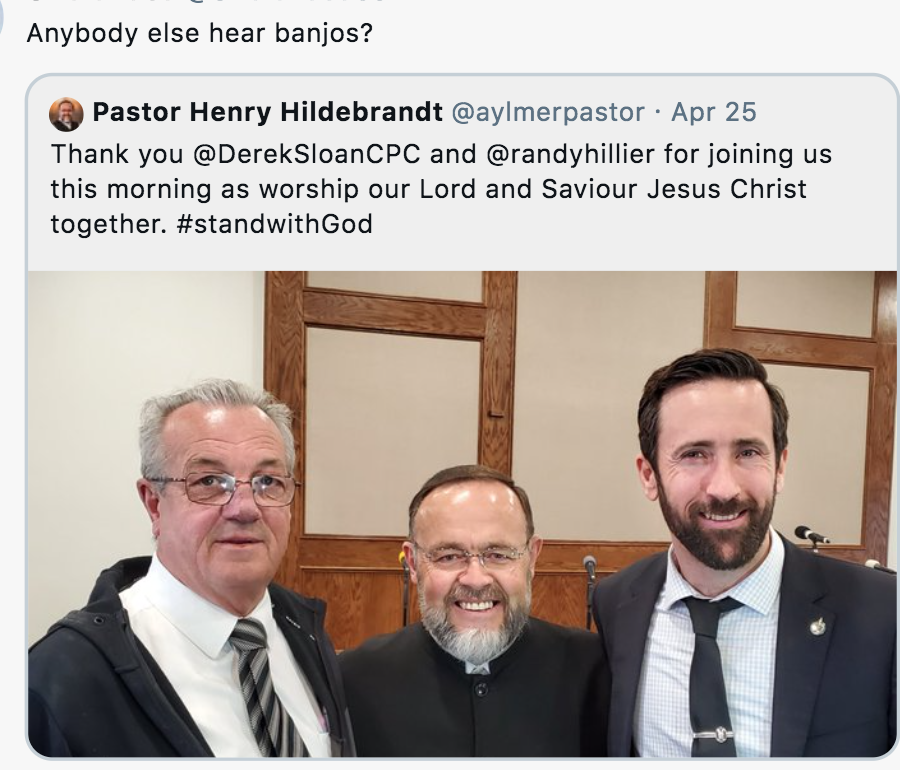 Anybody else hear banjos?
Pastor Henry Hildebrandt @aylmerpastor · Apr 25
Thank you @DerekSloanCPC and @randyhillier for joining us
this morning as worship our Lord and Saviour Jesus Christ
together. #standwithGod